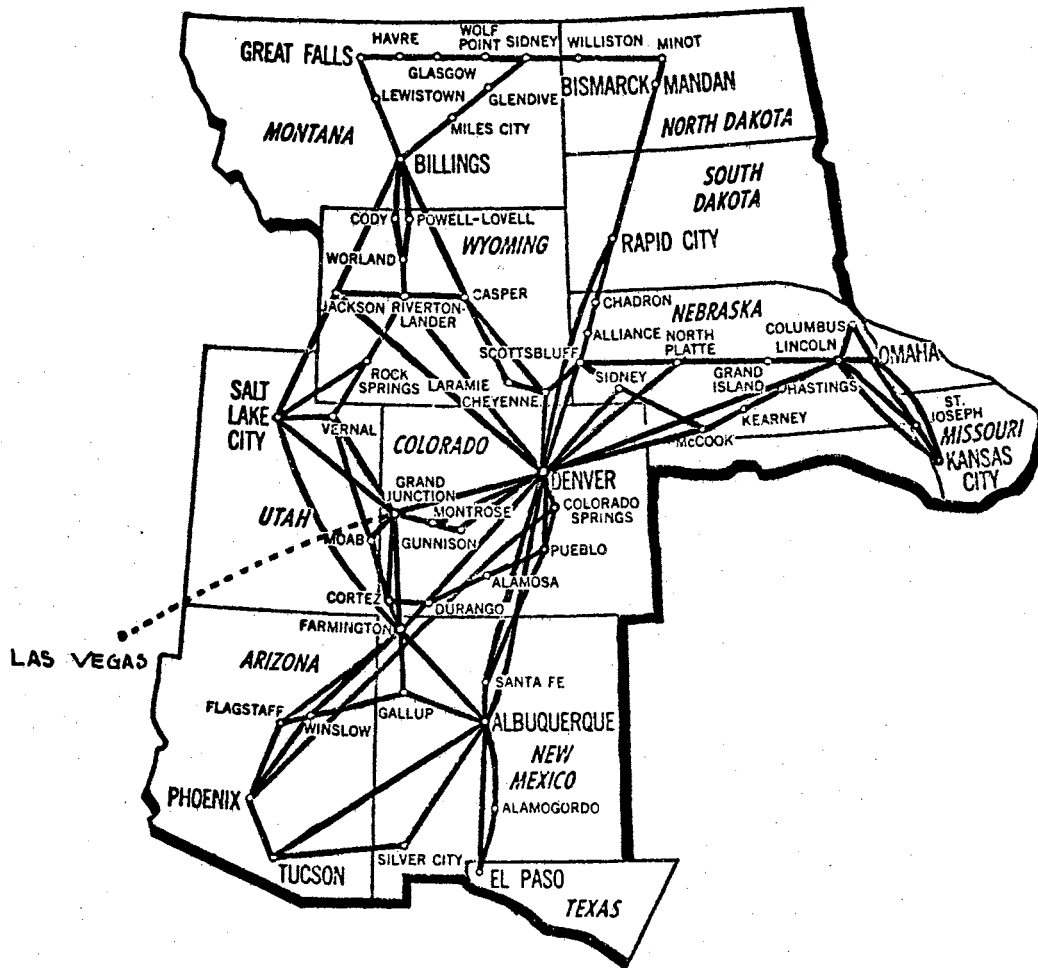 HAVRE
WOLF
POINT
SIDNEY
WILLISTON
MINOT
GREAT FALLS
GLASGOW
BISMARCK
MANDAN
LEWISTOWN
GLENDIVE
MILES CITY
MONTANA
NORTH DAKOTA
BILLINGS
SOUTH
DAKOTA
CODY
POWELL-LOVELL
WYOMING
RAPID CITY
WORLAND
JACKSON
RIVERTON-
LANDER
CASPER
CHADRON
NEBRASKA
ALLIANCE
NORTH
PLATTE
COLUMBUS
LINCOLN
OMAHA
SCOTTSBLUFF
SIDNEY
GRAND
ISLAND
HASTINGS
ROCK
SPRINGS
LARAMIE
CHEYENNE
ST.
JOSEPH
SALT
LAKE
CITY
VERNAL
COLORADO
KEARNEY
MCCOOK
MISSOURI
KANSAS
CITY
GRAND
JUNCTION
DENVER
MONTROSE
COLORADO
SPRINGS
UTAH
MOAB
GUNNISON
PUEBLO
ALAMOSA
CORTEZ
DURANGO
FARMINGTON
LAS VEGAS
ARIZONA
SANTA FE
FLAGSTAFF
WINSLOW
GALLUP
ALBUQUERQUE
NEW
MEXICO
PHOENIX
ALAMOGORDO
SILVER CITY
TUCSON
EL PASO
TEXAS